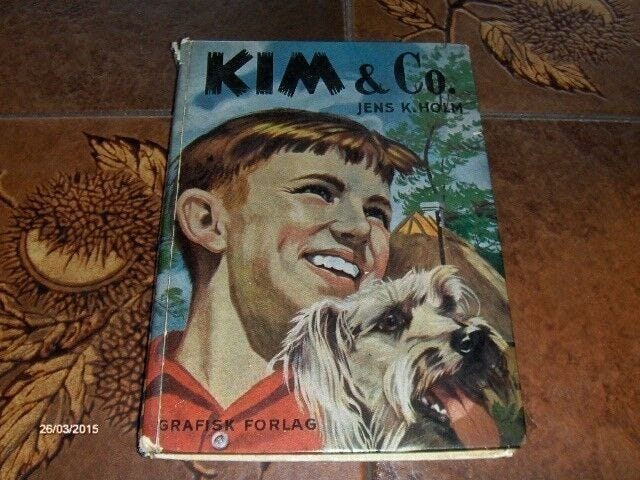 KIM & Co.
JENS K. HOLM
GRAFISK FORLAG
26/03/2015